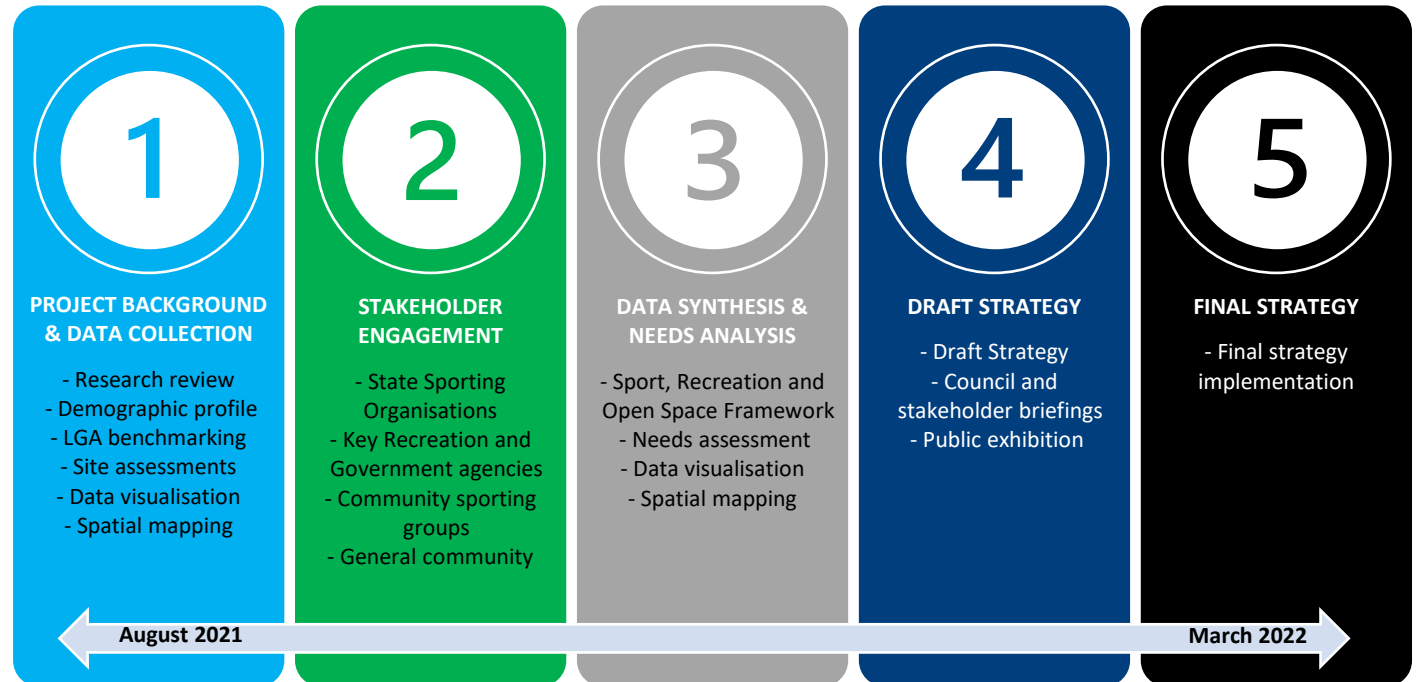 1
PROJECT BACKGROUND
& DATA COLLECTION
- Research review
- Demographic profile
- LGA benchmarking
- Site assessments
- Data visualisation
- Spatial mapping
2
STAKEHOLDER
ENGAGEMENT
- State Sporting
Organisations
- Key Recreation and
Government agencies
- Community sporting
groups
- General community
3
DATA SYNTHESIS &
NEEDS ANALYSIS
- Sport, Recreation and
Open Space Framework
- Needs assessment
- Data visualisation
- Spatial mapping
4
DRAFT STRATEGY
- Draft Strategy
- Council and
stakeholder briefings
- Public exhibition
5
FINAL STRATEGY
- Final strategy
implementation
August 2021
March 2022